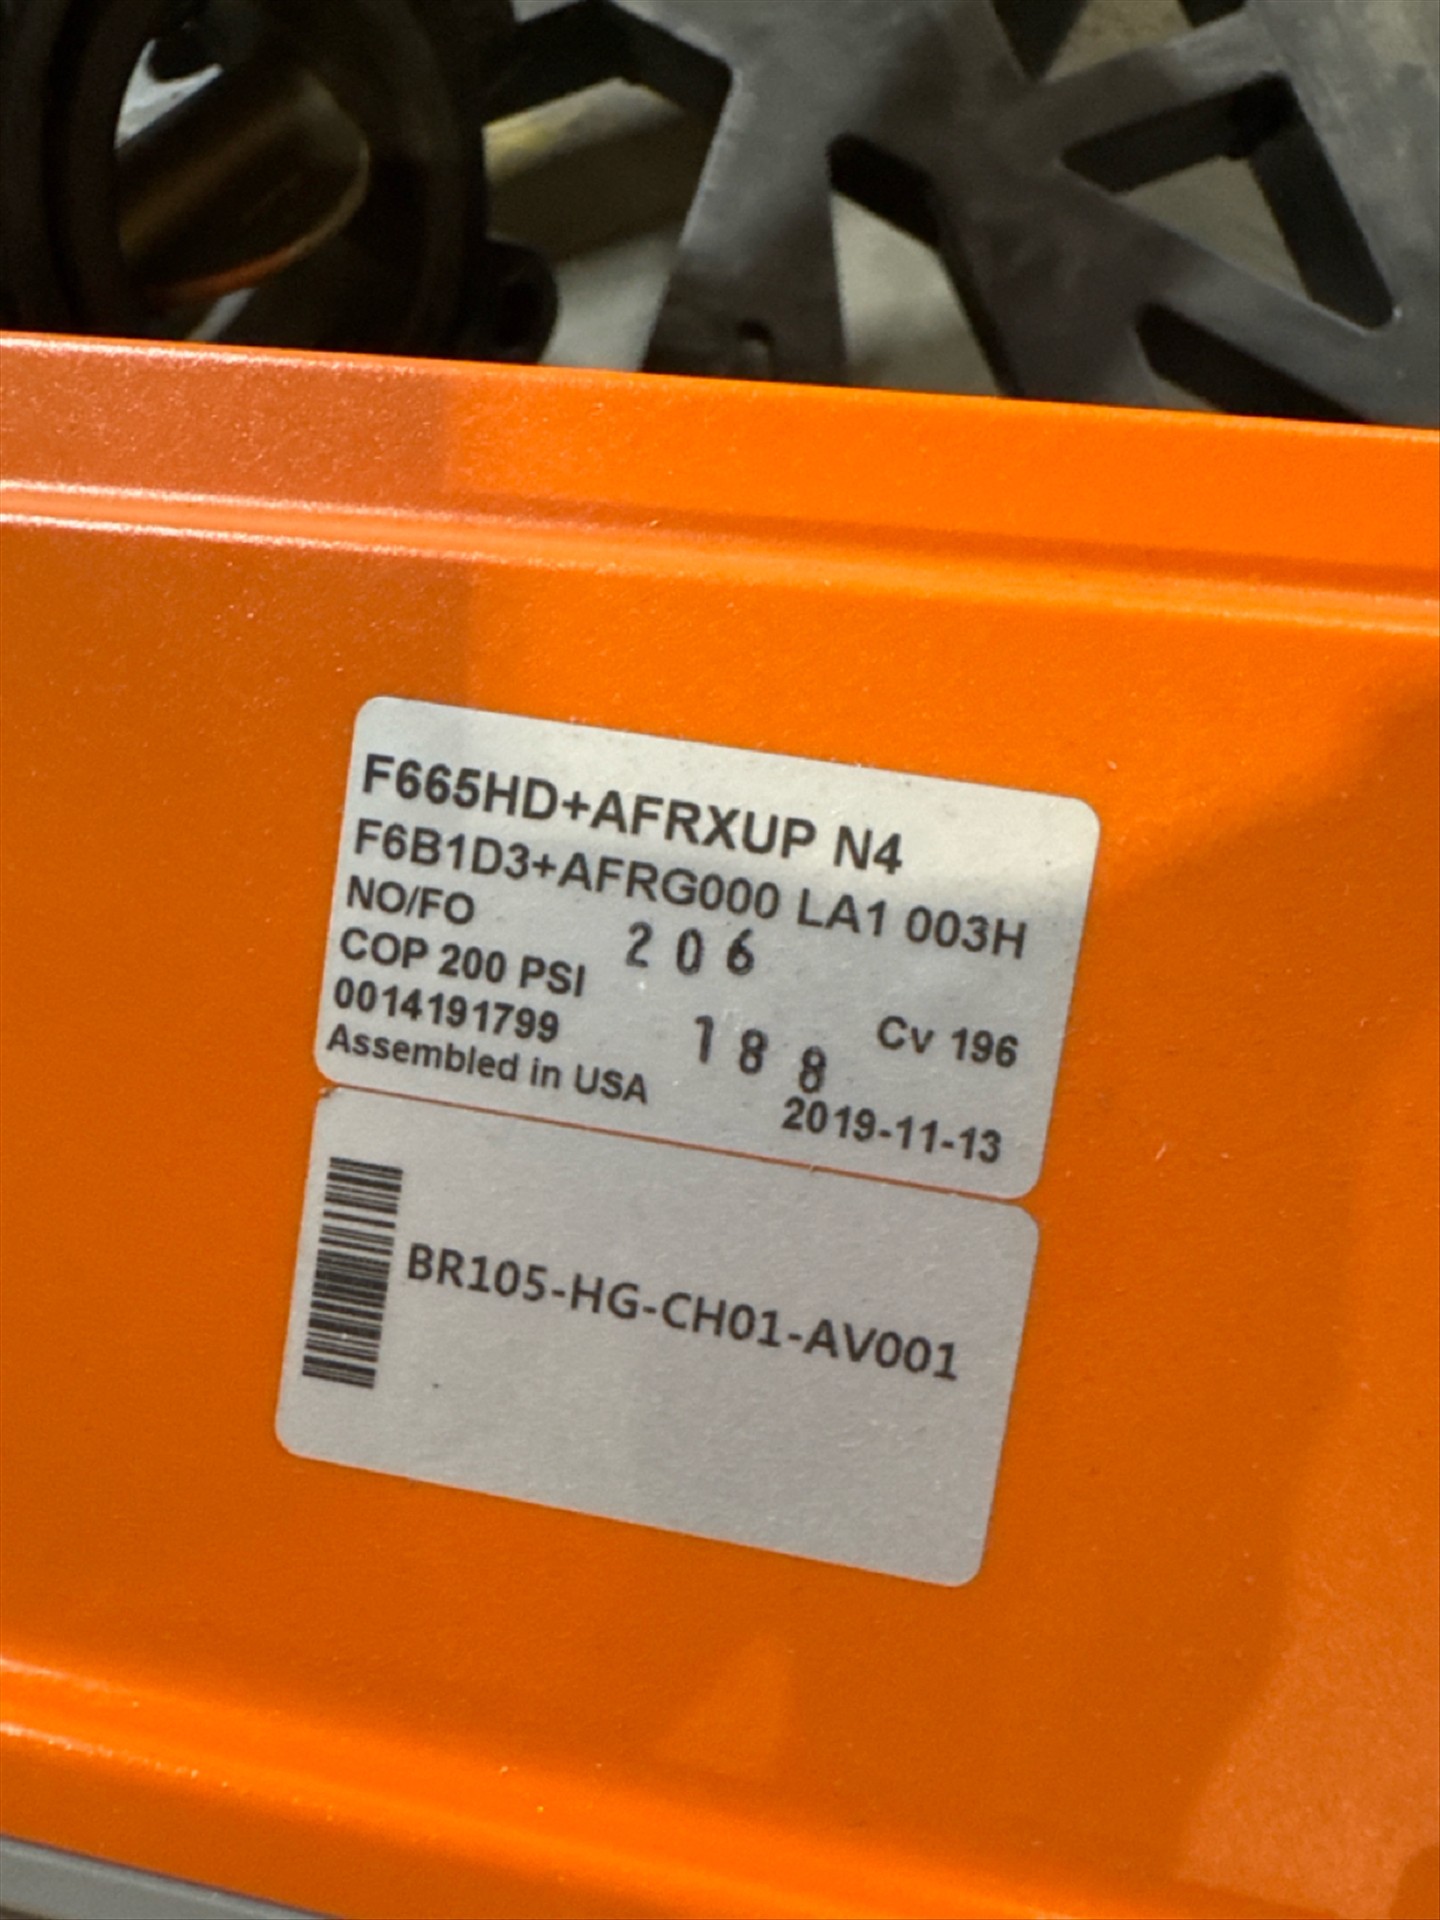 F665HD+AFRXUP N4
F6B1D3+AFRG000 LA1 003H
NO/FO
206
COP 200 PSI
0014191799
188
Cv 196
Assembled in USA
2019-11-13
BR105-HG-CH01-AV001